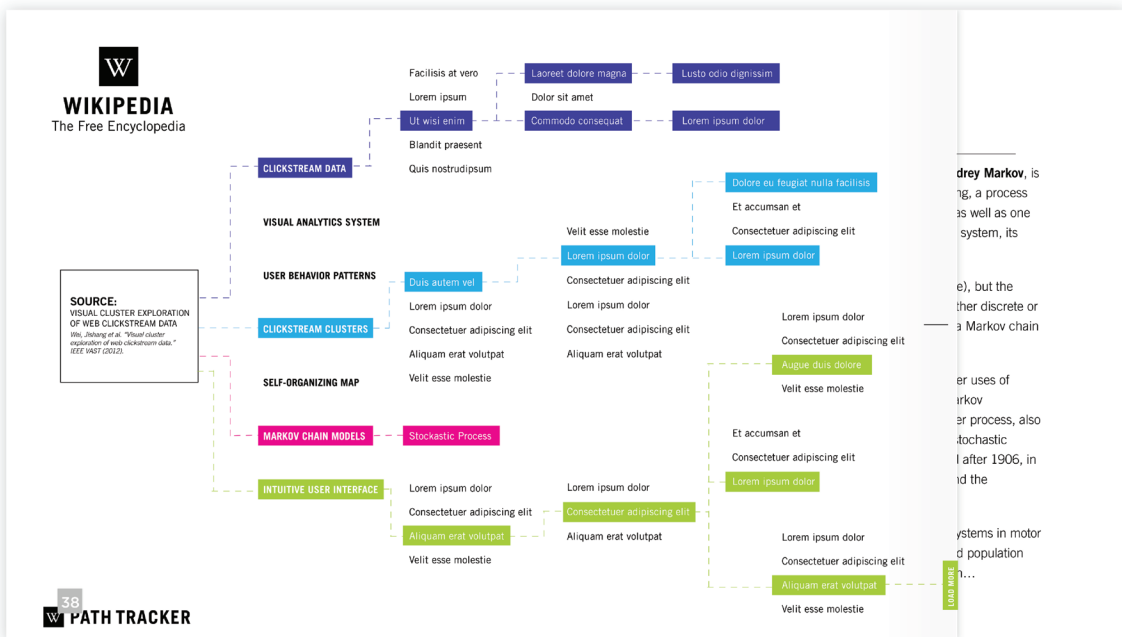 W
WIKIPEDIA
The Free Encyclopedia
SOURCE:
VISUAL CLUSTER EXPLORATION
OF WEB CLICKSTREAM DATA
Wei, Jishang et al. "Visual cluster
exploration of web clickstream data."
IEEE VAST (2012).
CLICKSTREAM DATA
VISUAL ANALYTICS SYSTEM
USER BEHAVIOR PATTERNS
CLICKSTREAM CLUSTERS
SELF-ORGANIZING MAP
MARKOV CHAIN MODELS
INTUITIVE USER INTERFACE
Facilisis at vero
Lorem ipsum
Ut wisi enim
Blandit praesent
Quis nostrudipsum
Laoreet dolore magna
Dolor sit amet
Commodo consequat
Lusto odio dignissim
Lorem ipsum dolor
Duis autem vel
Lorem ipsum dolor
Consectetuer adipiscing elit
Aliquam erat volutpat
Velit esse molestie
Velit esse molestie
Lorem ipsum dolor
Consectetuer adipiscing elit
Lorem ipsum dolor
Consectetuer adipiscing elit
Aliquam erat volutpat
Dolore eu feugiat nulla facilisis
Et accumsan et
Consectetuer adipiscing elit
Lorem ipsum dolor
Stockastic Process
Lorem ipsum dolor
Consectetuer adipiscing elit
Aliquam erat volutpat
Velit esse molestie
Lorem ipsum dolor
Consectetuer adipiscing elit
Aliquam erat volutpat
Lorem ipsum dolor
Consectetuer adipiscing elit
Augue duis dolore
Velit esse molestie
Et accumsan et
Consectetuer adipiscing elit
Lorem ipsum dolor
Lorem ipsum dolor
Consectetuer adipiscing elit
Aliquam erat volutpat
Velit esse molestie
LOAD MORE
drey Markov, is
ng, a process
as well as one
system, its
e), but the
ther discrete or
a Markov chain
er uses of
arkov
er process, also
stochastic
after 1906, in
nd the
ystems in motor
d population
n...
38
W PATH TRACKER